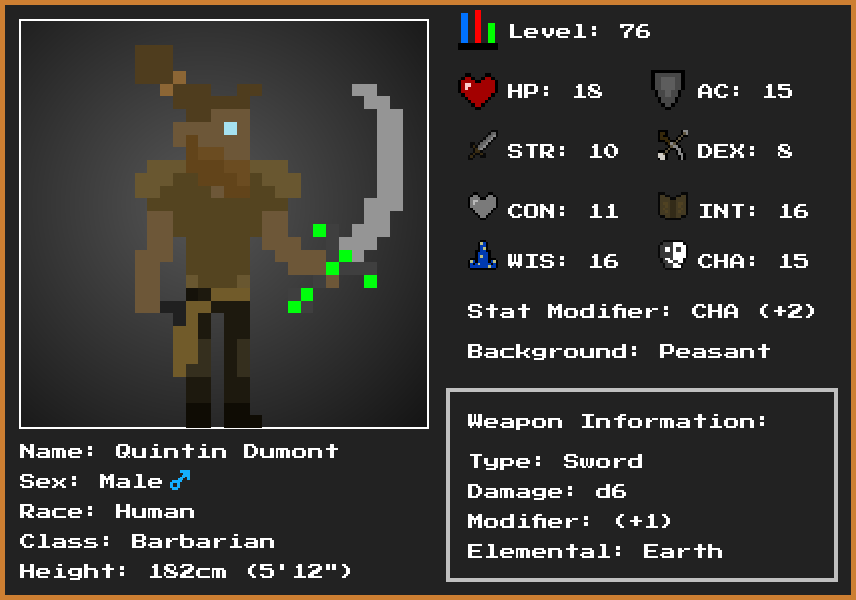 Level: 76
HP: 18 AC: 15
STR: 10 DEX: 8
CON: 11 INT: 16
WIS: 16 CHA: 15
Stat Modifier: CHA (+2)
Background: Peasant
Weapon Information:
Type: Sword
Damage: d6
Modifier: (+1)
Elemental: Earth
Name: Quintin Dumont
Sex: Male ♂
Race: Human
Class: Barbarian
Height: 182cm (5'12")